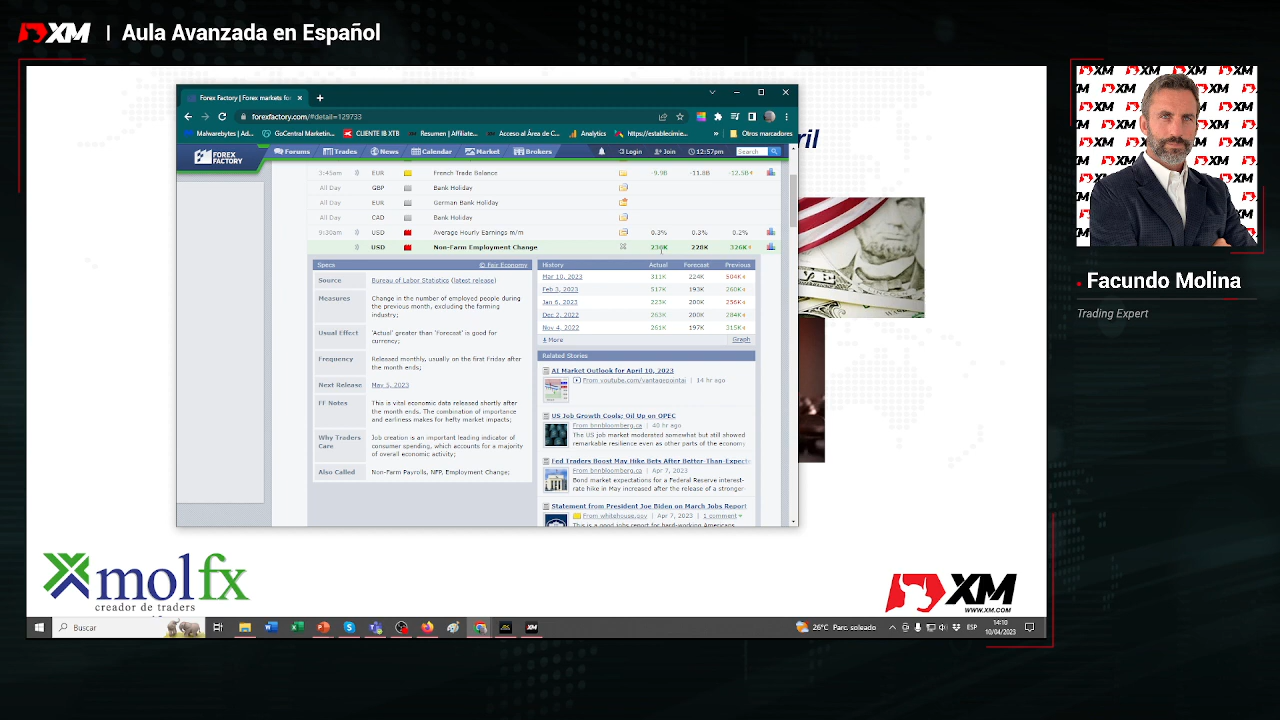 XM | Aula Avanzada en Español
Forex Factory | Forex markets fo
forexfactory.com/#detail=129733
Malwarebytes | Ad... GoCentral Marketin... CLIENTE IB XTB Resumen | Affiliate... Acceso al Área de C... Analytics https://establecimie... » Otros marcadores
ril
FOREX FACTORY Forums Trades News Calendar Market Brokers Login Join 12:57pm Search
3:45am EUR French Trade Balance -9.9B -11.8B -12.5B
All Day GBP Bank Holiday
All Day EUR German Bank Holiday
All Day CAD Bank Holiday
9:30am USD Average Hourly Earnings m/m 0.3% 0.3% 0.2%
USD Non-Farm Employment Change 228K 326K
Specs © Fair Economy
Source Bureau of Labor Statistics (latest release)
Measures Change in the number of employed people during
the previous month, excluding the farming
industry;
Usual Effect 'Actual' greater than 'Forecast' is good for
currency;
Frequency Released monthly, usually on the first Friday after
the month ends;
Next Release May 5, 2023
FF Notes This is vital economic data released shortly after
the month ends. The combination of importance
and earliness makes for hefty market impacts;
Why Traders Care Job creation is an important leading indicator of
consumer spending, which accounts for a majority
of overall economic activity;
Also Called Non-Farm Payrolls, NFP, Employment Change;
History Actual Forecast Previous
Mar 10, 2023 311K 224K 504K
Feb 3, 2023 517K 193K 260K
Jan 6, 2023 223K 200K 256K
Dec 2, 2022 263K 200K 284K
Nov 4, 2022 261K 197K 315K
More Graph
Related Stories
AI Market Outlook for April 10, 2023
From youtube.com/vantagepointai | 14 hr ago
US Job Growth Cools; Oil Up on OPEC
From bnnbloomberg.ca | 40 hr ago
The US job market moderated somewhat but still showed
remarkable resilience even as other parts of the economy
Fed Traders Boost May Hike Bets After Better-Than-Expecte
From bnnbloomberg.ca | Apr 7, 2023
Bond market expectations for a Federal Reserve interest-
rate hike in May increased after the release of a stronger-
Statement from President Joe Biden on March Jobs Report
From whitehouse.gov | Apr 7, 2023 | 1 comment
This is a good jobs report for hard-working Americans
XM
Facundo Molina
Trading Expert
molfx
creador de traders
XM
WWW.XM.COM
Buscar
26°C Parc. soleado ESP 14:10
10/04/2023